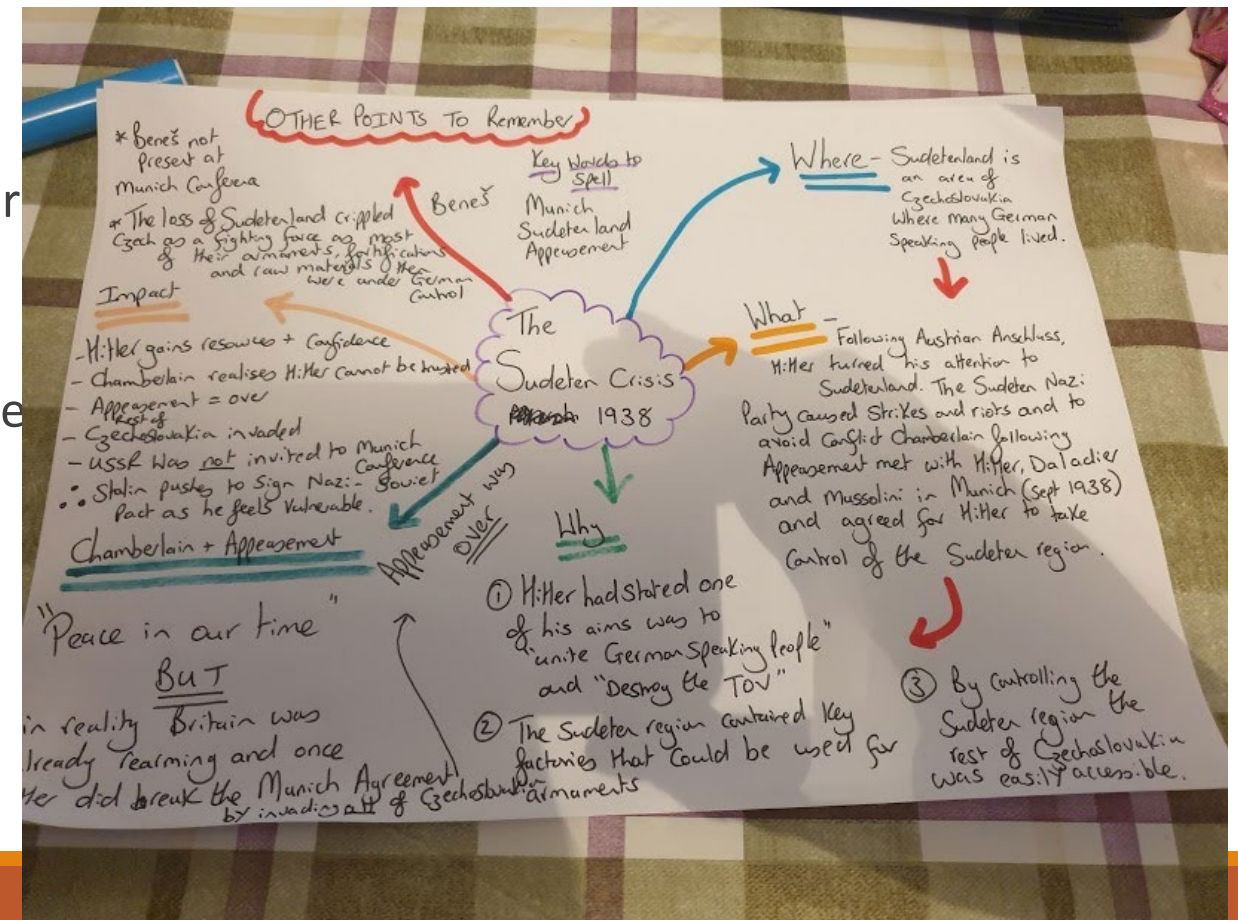 r
e
OTHER POINTS TO Remember
* Beneš not
present at
Munich Conference
* The loss of Sudetenland crippled
Czech as a fighting force as most
of their armaments, fortifications
and raw materials then
were under German
Control
Beneš
Key Words to
Spell
Munich
Sudetenland
Appeasement
Where - Sudetenland is
an area of
Czechoslovakia
where many German
Speaking people lived.
The
Sudeten Crisis
1938
What -
Following Austrian Anschluss,
Hitler turned his attention to
Sudetenland. The Sudeten Nazi
Party caused Strikes and riots and to
avoid Conflict Chamberlain following
Appeasement met with Hitler, Daladier
and Mussolini in Munich (Sept 1938)
and agreed for Hitler to take
Control of the Sudeten region.
Impact
- Hitler gains resources + Confidence
- Chamberlain realises Hitler cannot be trusted
- Appeasement = over
rest of
- Czechoslovakia invaded
- USSR was not invited to Munich
Conference
Stalin pushes to Sign Nazi - Soviet
Pact as he feels Vulnerable.
Chamberlain + Appeasement
"Peace in our time"
BUT
in reality Britain was
lready rearming and once
did break the Munich Agreement
by invading all of Czechoslovakia
Appeasement was
over
Why
① Hitler had stated one
of his aims was to
"unite German Speaking People"
and "Destroy the TOV"
② The Sudeten region contained key
factories that could be used for
armaments
③ By controlling the
Sudeten region the
rest of Czechoslovakia
was easily accessible.